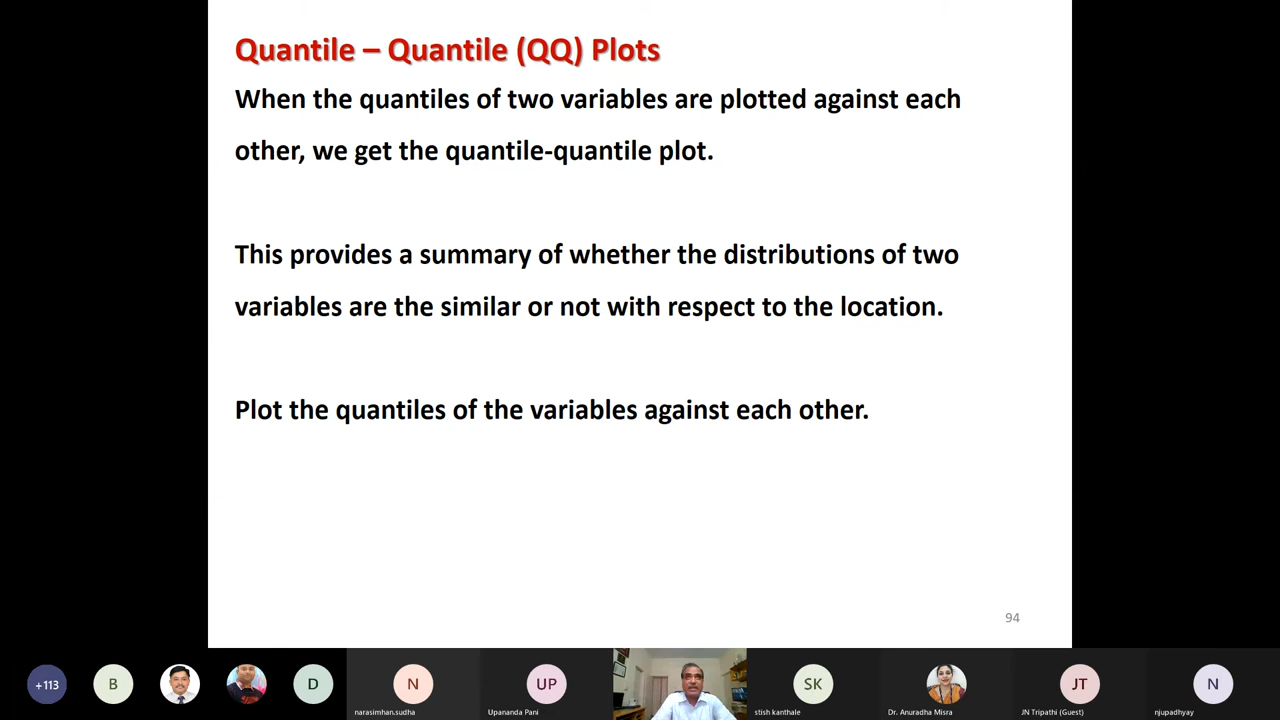 Quantile – Quantile (QQ) Plots
When the quantiles of two variables are plotted against each
other, we get the quantile-quantile plot.
This provides a summary of whether the distributions of two
variables are the similar or not with respect to the location.
Plot the quantiles of the variables against each other.
94
+113
B
D
N
UP
SK
JT
N
narasimhan.sudha
Upananda Pani
stish kanthale
Dr. Anuradha Misra
JN Tripathi (Guest)
njupadhyay